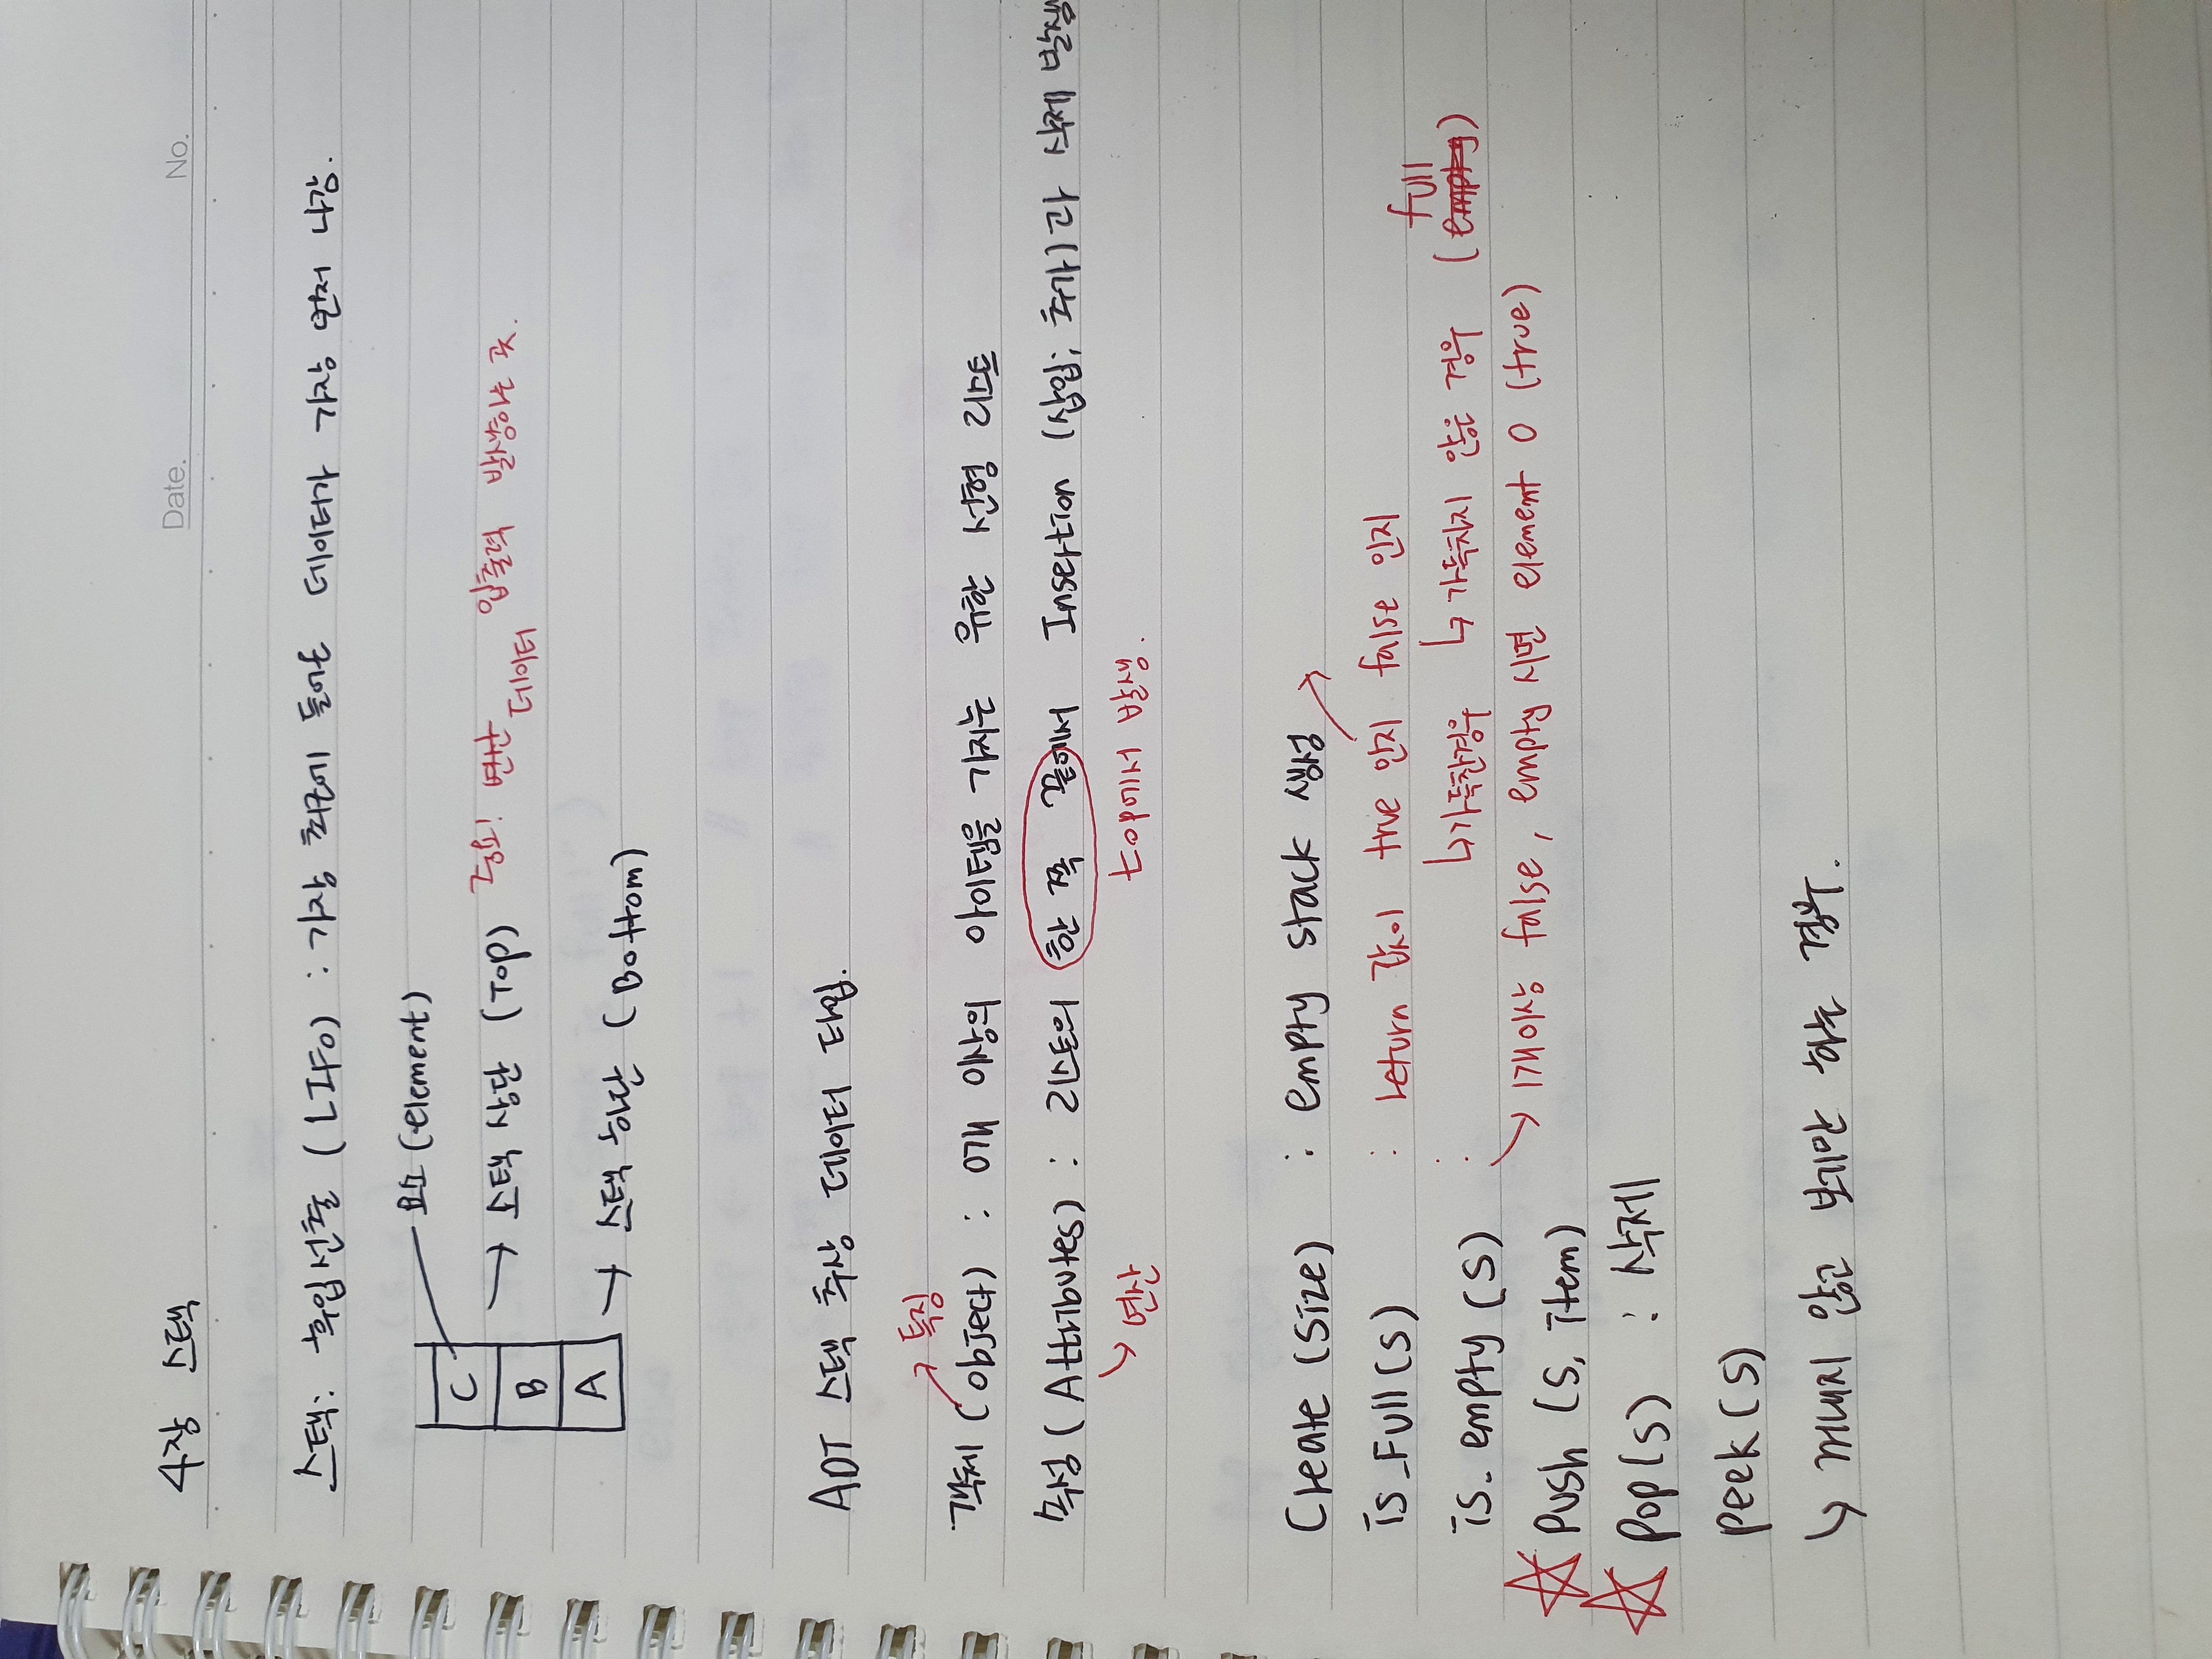 4장 스택
Date. No.
스택: 후입선출 (LIFO) : 가장 최근에 들어온 데이터가 가장 먼저 나감.
요소 (element)
C
스택 상단 (Top) 중요! 연산 데이터 입출력 발생하는 곳.
B
A
스택 하단 (Bottom)
ADT 스택 추상 데이터 타입.
특징
객체 (object) : 0개 이상의 아이템을 가지는 유한 선형 리스트
속성 (Attributes) : 리스트의 한 쪽 끝에서 Insertion (삽입; 추가)과 삭제 발생
연산
top에서 발생.
Create (Size) : empty stack 생성
is_Full(S) : return 값이 true 인지 false 인지
full
가득찬경우 가득차지 않은 경우 (empty)
is_empty (S) :
1개이상 false, empty 시면 element 0 (true)
Push (S, item)
pop(S) : 삭제
peek(S)
꺼내지 않고 보기만 하는 경우.